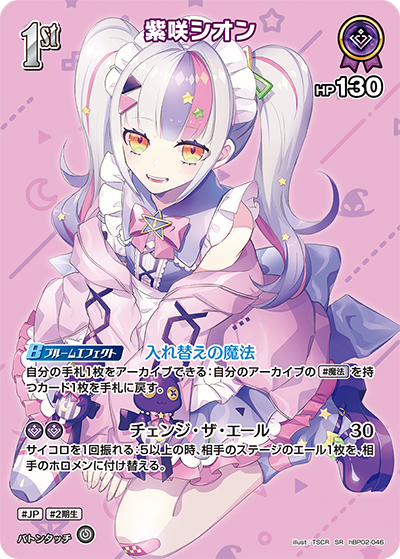 1st
紫咲シオン
HP130
Bブルームエフェクト 入れ替えの魔法
自分の手札1枚をアーカイブできる：自分のアーカイブの #魔法 を持
つカード1枚を手札に戻す。
チェンジ・ザ・エール 30
サイコロを1回振れる：5以上の時、相手のステージのエール1枚を、相
手のホロメンに付け替える。
#JP #2期生
バトンタッチ
illust. TSCR SR hBP02-046